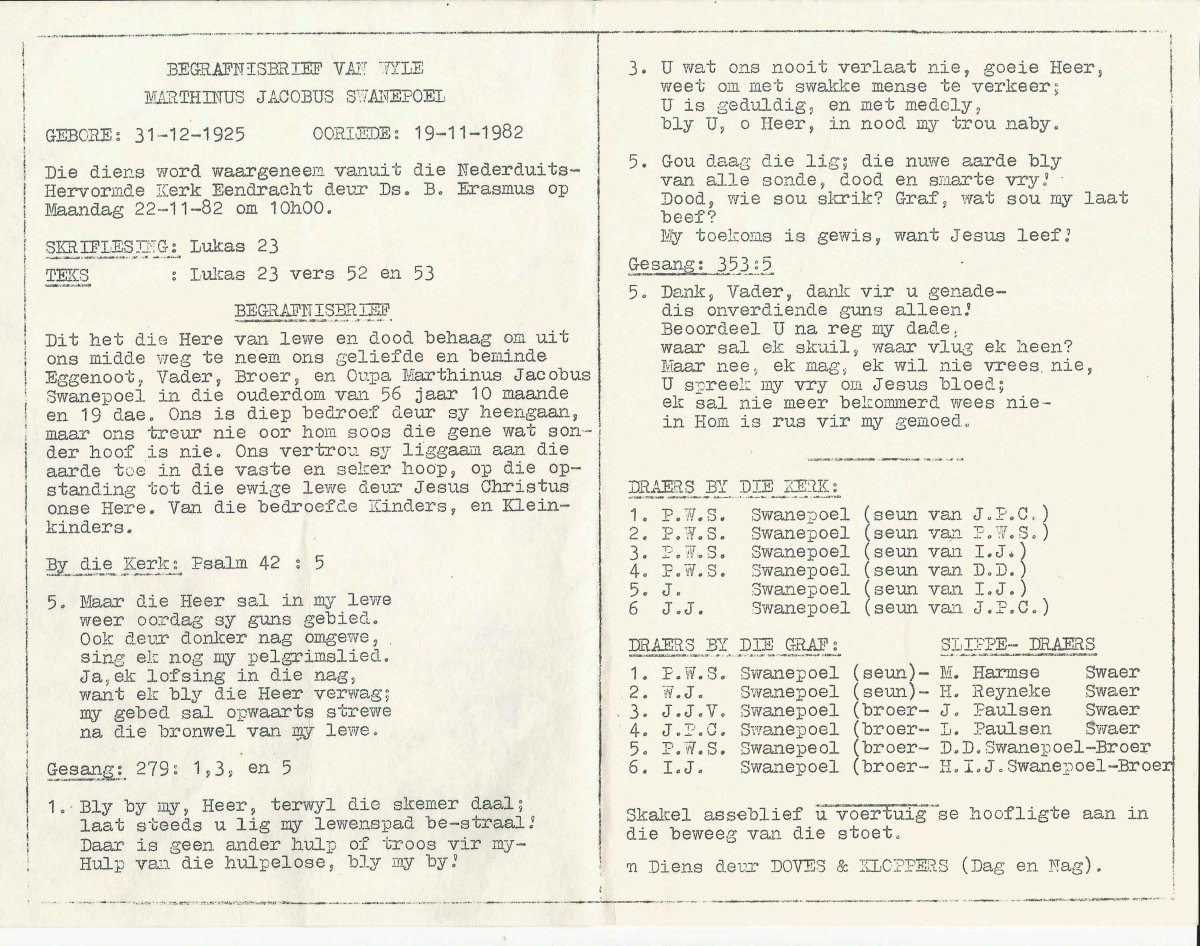 BEGRAFNISBRIEF VAN WYLE
MARTHINUS JACOBUS SWANEPOEL
GEBORE: 31-12-1925 OORLEDE: 19-11-1982
Die diens word waargeneem vanuit die Nederduits-
Hervormde Kerk Eendracht deur Ds. B. Erasmus op
Maandag 22-11-82 om 10h00.
SKRIFLESING: Lukas 23
TEKS : Lukas 23 vers 52 en 53
BEGRAFNISBRIEF
Dit het die Here van lewe en dood behaag om uit
ons midde weg te neem ons geliefde en beminde
Eggenoot, Vader, Broer, en Oupa Marthinus Jacobus
Swanepoel in die ouderdom van 56 jaar 10 maande
en 19 dae. Ons is diep bedroef deur sy heengaan,
maar ons treur nie oor hom soos die gene wat son-
der hoof is nie. Ons vertrou sy liggaam aan die
aarde toe in die vaste en seker hoop, op die op-
standing tot die ewige lewe deur Jesus Christus
onse Here. Van die bedroefde Kinders, en Klein-
kinders.
By die Kerk: Psalm 42 : 5
5. Maar die Heer sal in my lewe
weer oordag sy guns gebied.
Ook deur donker nag omgewe,
sing ek nog my pelgrimslied.
Ja,ek lofsing in die nag,
want ek bly die Heer verwag;
my gebed sal opwaarts strewe
na die bronwel van my lewe.
Gesang: 279: 1,3, en 5
1. Bly by my, Heer, terwyl die skemer daal;
laat steeds u lig my lewenspad be-straal!
Daar is geen ander hulp of troos vir my-
Hulp van die hulpelose, bly my by!
3. U wat ons nooit verlaat nie, goeie Heer,
weet om met swakke mense te verkeer;
U is geduldig, en met medely,
bly U, o Heer, in nood my trou naby.
5. Gou daag die lig; die nuwe aarde bly
van alle sonde, dood en smarte vry!
Dood, wie sou skrik? Graf, wat sou my laat
beef?
My toekoms is gewis, want Jesus leef!
Gesang: 353:5
5. Dank, Vader, dank vir u genade-
dis onverdiende guns alleen!
Beoordeel U na reg my dade,
waar sal ek skuil, waar vlug ek heen?
Maar nee, ek mag, ek wil nie vrees nie,
U spreek my vry om Jesus bloed;
ek sal nie meer bekommerd wees nie-
in Hom is rus vir my gemoed.
DRAERS BY DIE KERK:
1. P.W.S. Swanepoel (seun van J.P.C.)
2. P.W.S. Swanepoel (seun van P.W.S.)
3. P.W.S. Swanepoel (seun van I.J.)
4. P.W.S. Swanepoel (seun van D.D.)
5. J. Swanepoel (seun van I.J.)
6 J.J. Swanepoel (seun van J.P.C.)
DRAERS BY DIE GRAF: SLIPPE- DRAERS
1. P.W.S. Swanepoel (seun)- M. Harmse Swaer
2. W.J. Swanepoel (seun)- H. Reyneke Swaer
3. J.J.V. Swanepoel (broer- J. Paulsen Swaer
4. J.P.C. Swanepoel (broer- L. Paulsen Swaer
5. P.W.S. Swanpeoel (broer- D.D.Swanepoel-Broer
6. I.J. Swanepoel (broer- H.I.J.Swanepoel-Broer
Skakel asseblief u voertuig se hoofligte aan in
die beweeg van die stoet.
'n Diens deur DOVES & KLOPPERS (Dag en Nag).